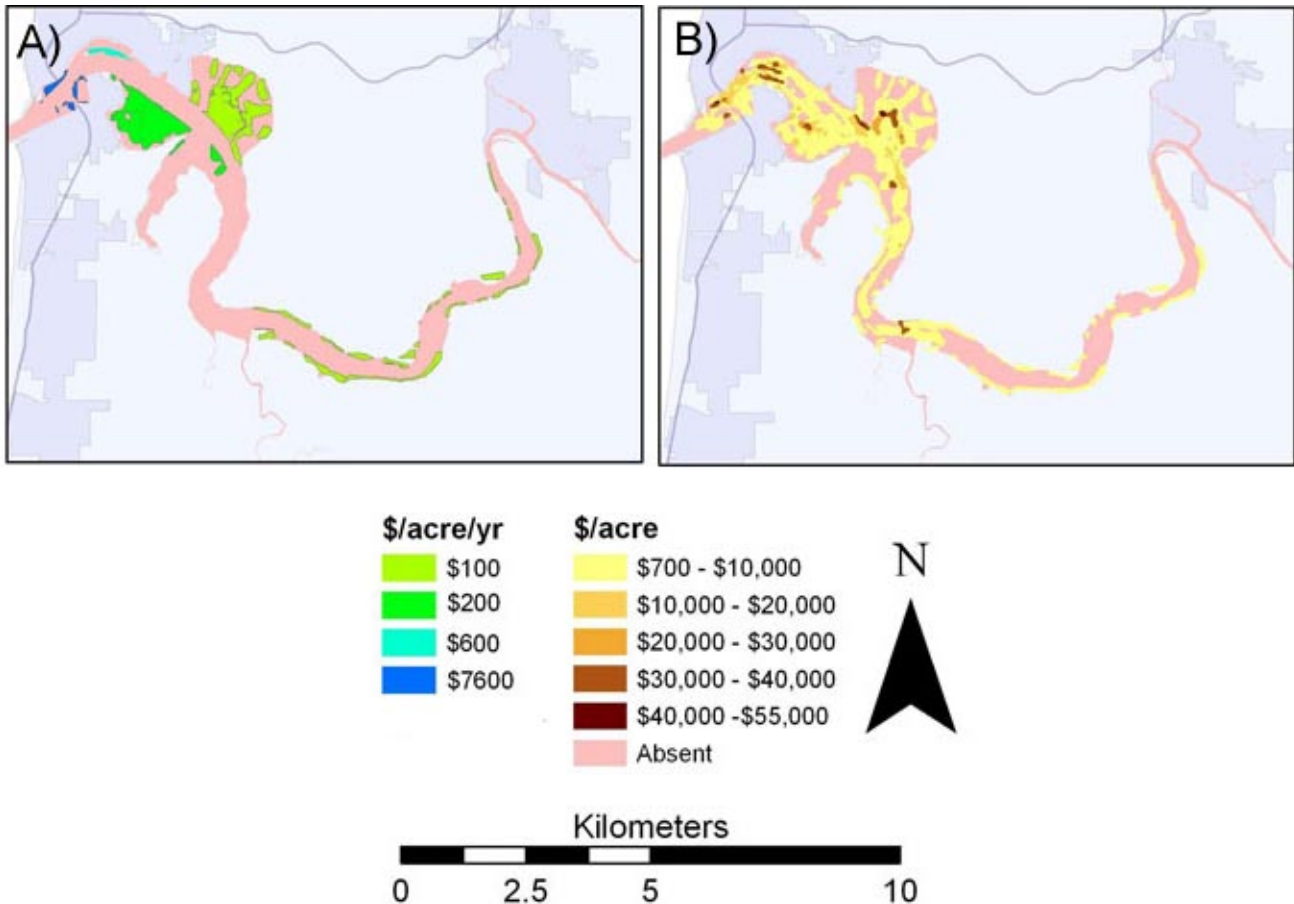 A)
B)
$/acre/yr
$100
$200
$600
$7600
$/acre
$700 - $10,000
$10,000 - $20,000
$20,000 - $30,000
$30,000 - $40,000
$40,000 -$55,000
Absent
N
Kilometers
0 2.5 5 10